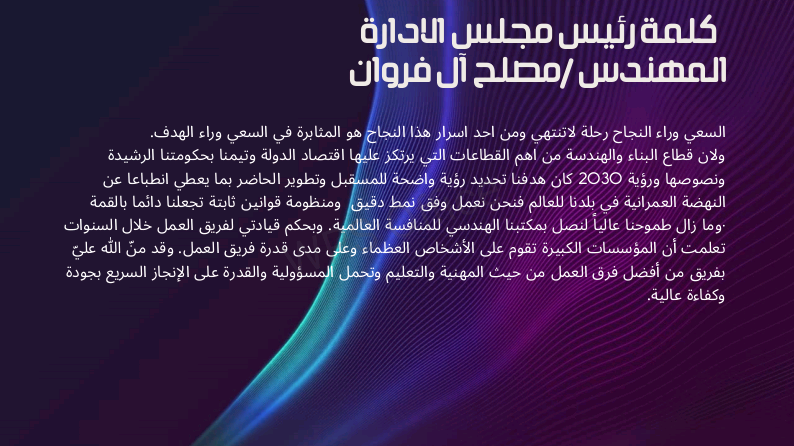 كلمة رئيس مجلس الادارة
المهندس /مصلح آل فروان
السعي وراء النجاح رحلة لاتنتهي ومن احد اسرار هذا النجاح هو المثابرة في السعي وراء الهدف.
ولان قطاع البناء والهندسة من اهم القطاعات التي يرتكز عليها اقتصاد الدولة وتيمنا بحكومتنا الرشيدة
ونصوصها ورؤية 2030 كان هدفنا تحديد رؤية واضحة للمستقبل وتطوير الحاضر بما يعطي انطباعا عن
النهضة العمرانية في بلدنا للعالم فنحن نعمل وفق نمط دقيق ومنظومة قوانين ثابتة تجعلنا دائما بالقمة
.وما زال طموحنا عالياً لنصل بمكتبنا الهندسي للمنافسة العالمية. وبحكم قيادتي لفريق العمل خلال السنوات
تعلمت أن المؤسسات الكبيرة تقوم على الأشخاص العظماء وعلى مدى قدرة فريق العمل. وقد منّ الله عليّ
بفريق من أفضل فرق العمل من حيث المهنية والتعليم وتحمل المسؤولية والقدرة على الإنجاز السريع بجودة
وكفاءة عالية.